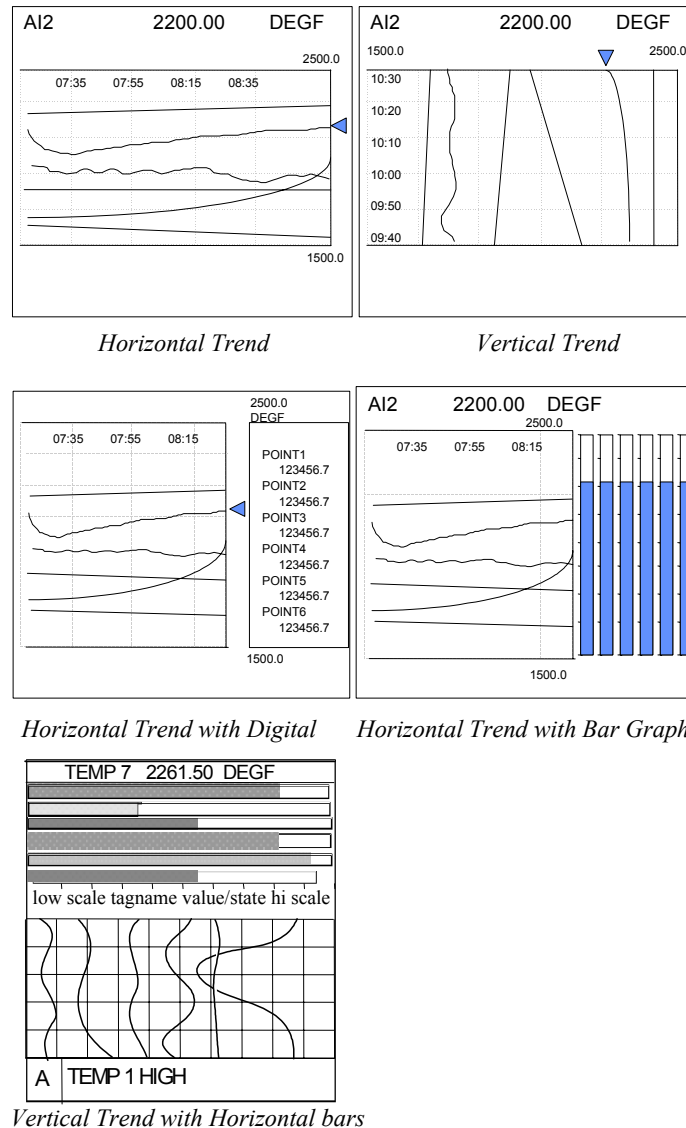 AI2 2200.00 DEGF
2500.0
07:35 07:55 08:15 08:35
1500.0
Horizontal Trend
AI2 2200.00 DEGF
1500.0 2500.0
10:30
10:20
10:10
10:00
09:50
09:40
Vertical Trend
2500.0
DEGF
07:35 07:55 08:15
POINT1
123456.7
POINT2
123456.7
POINT3
123456.7
POINT4
123456.7
POINT5
123456.7
POINT6
123456.7
1500.0
Horizontal Trend with Digital
AI2 2200.00 DEGF
2500.0
07:35 07:55 08:15
1500.0
Horizontal Trend with Bar Graph
TEMP 7 2261.50 DEGF
low scale tagname value/state hi scale
A TEMP 1 HIGH
Vertical Trend with Horizontal bars